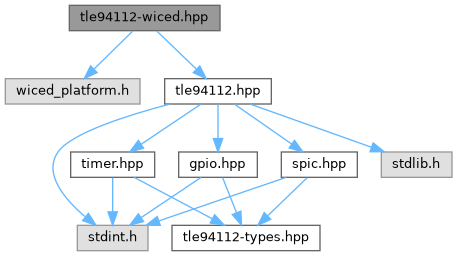 tle94112-wiced.hpp
wiced_platform.h
tle94112.hpp
timer.hpp
gpio.hpp
spic.hpp
stdlib.h
stdint.h
tle94112-types.hpp